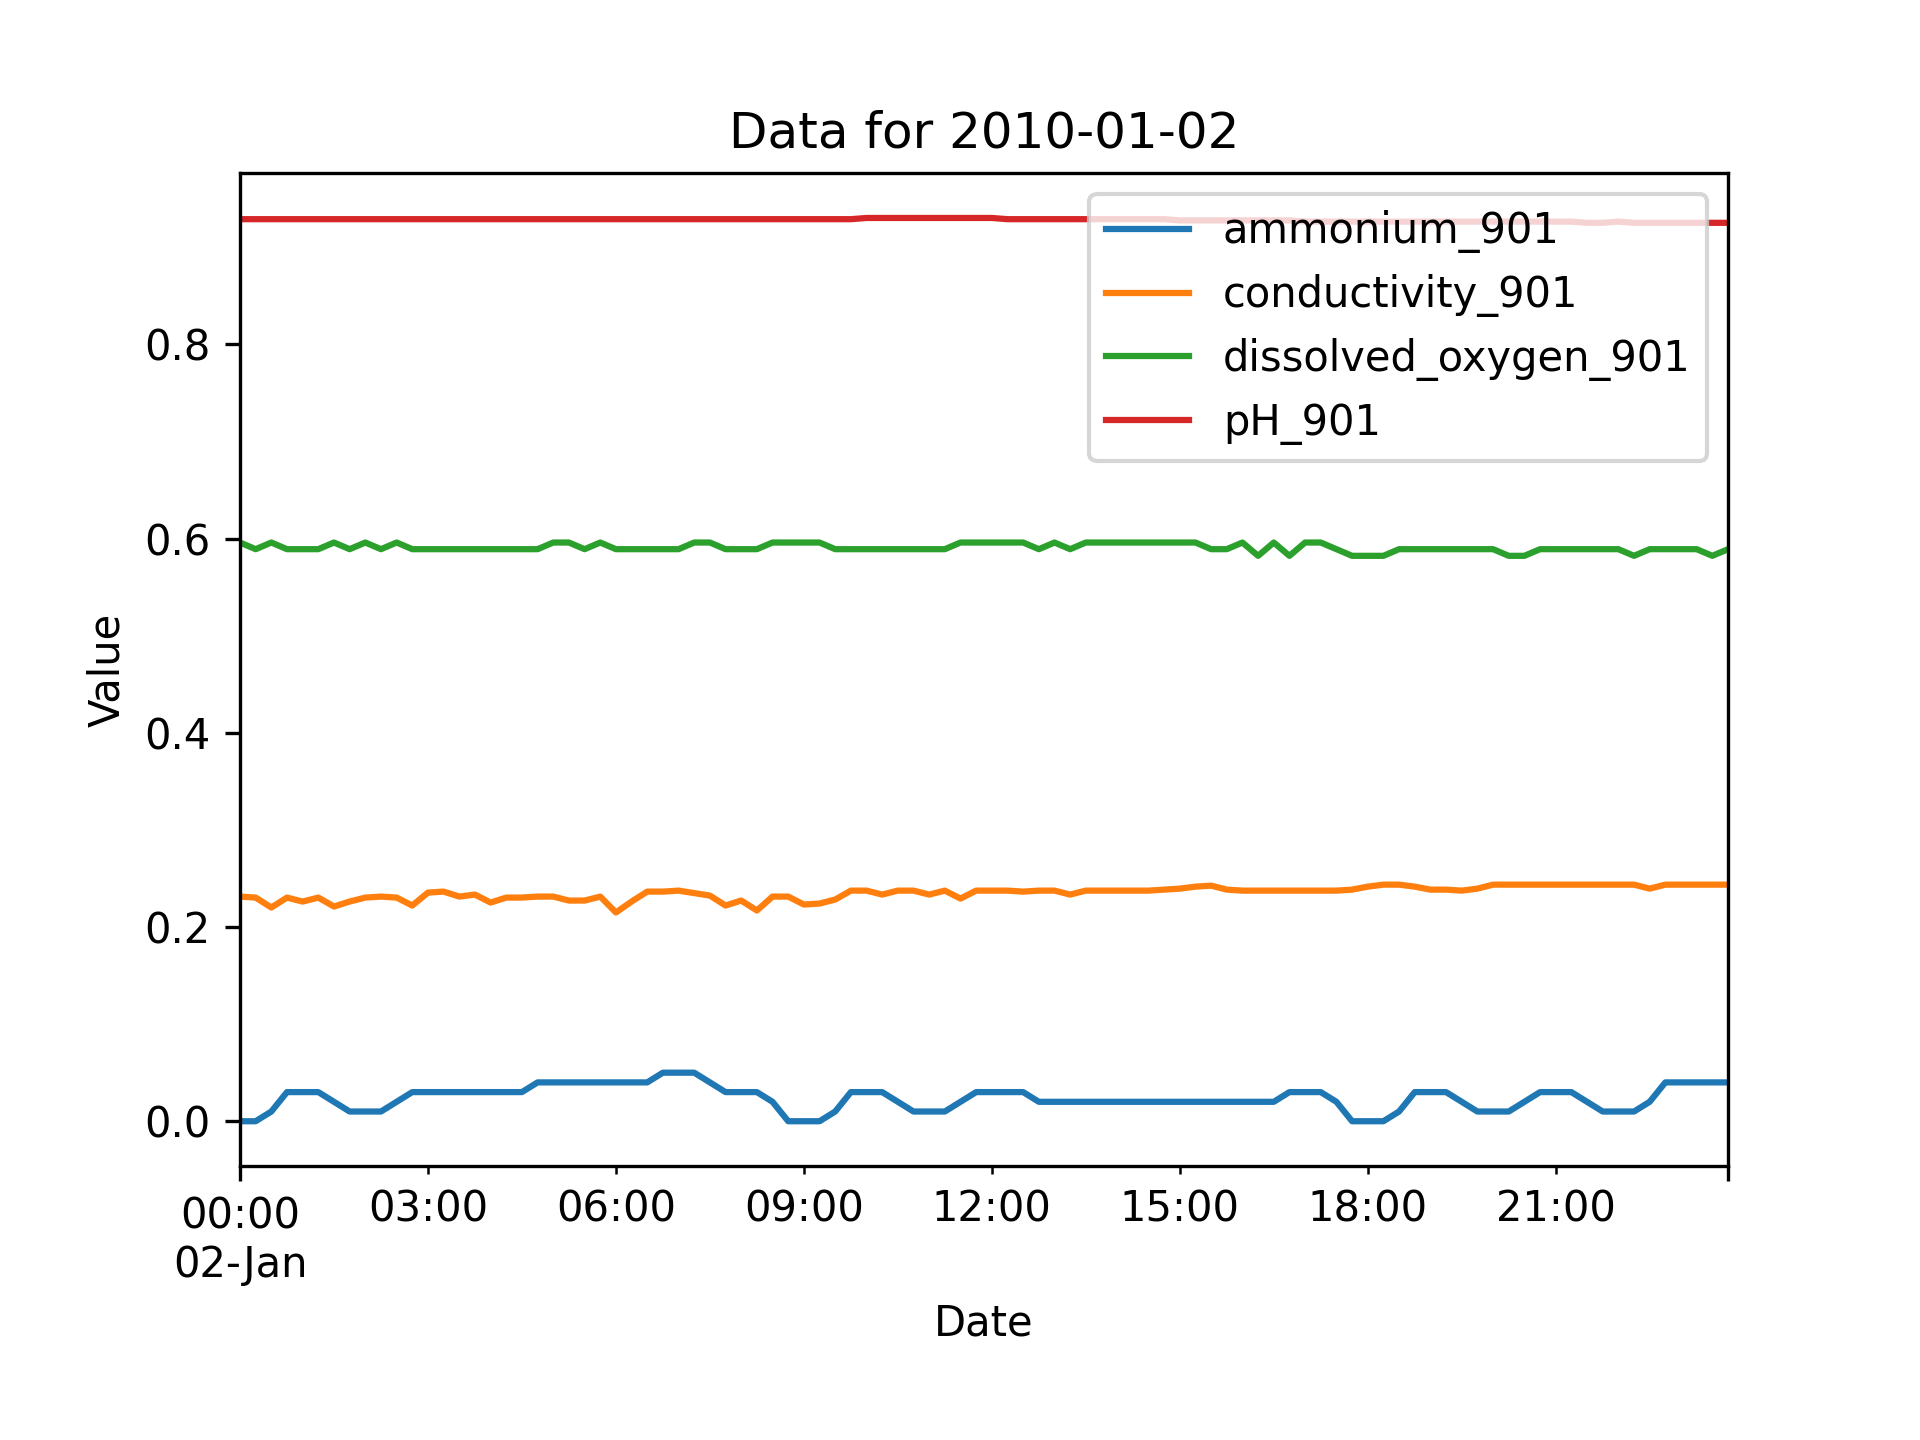 Data for 2010-01-02
ammonium_901
conductivity_901
dissolved_oxygen_901
pH_901
Value
0.8
0.6
0.4
0.2
0.0
00:00 03:00 06:00 09:00 12:00 15:00 18:00 21:00
02-Jan
Date